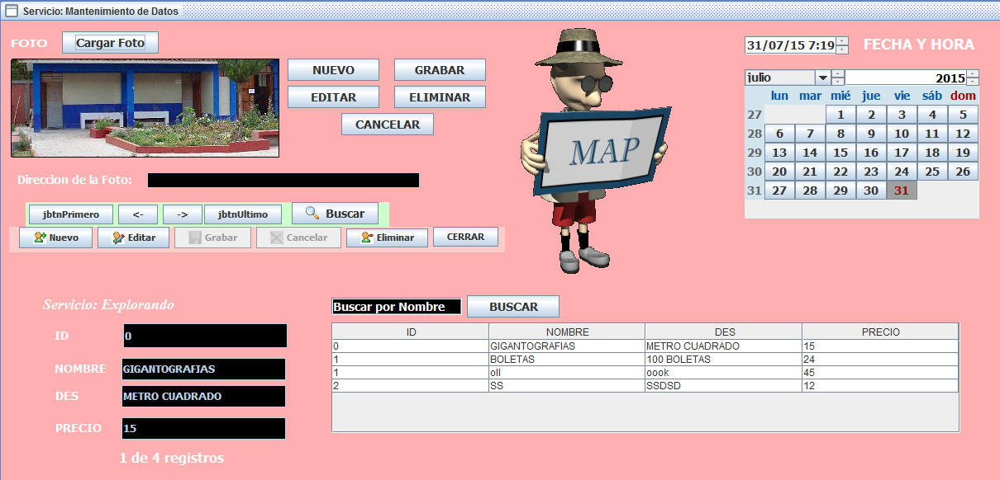 Servicio: Mantenimiento de Datos
FOTO Cargar Foto
31/07/15 7:19 FECHA Y HORA
NUEVO GRABAR
EDITAR ELIMINAR
CANCELAR
MAP
julio 2015
lun mar mié jue vie sáb dom
27 1 2 3 4 5
28 6 7 8 9 10 11 12
29 13 14 15 16 17 18 19
30 20 21 22 23 24 25 26
31 27 28 29 30 31
Direccion de la Foto:
jbtnPrimero <- -> jbtnUltimo Buscar
Nuevo Editar Grabar Cancelar Eliminar CERRAR
Servicio: Explorando
ID 0
NOMBRE GIGANTOGRAFIAS
DES METRO CUADRADO
PRECIO 15
1 de 4 registros
Buscar por Nombre BUSCAR
ID NOMBRE DES PRECIO
0 GIGANTOGRAFIAS METRO CUADRADO 15
1 BOLETAS 100 BOLETAS 24
1 oll oook 45
2 SS SSDSD 12